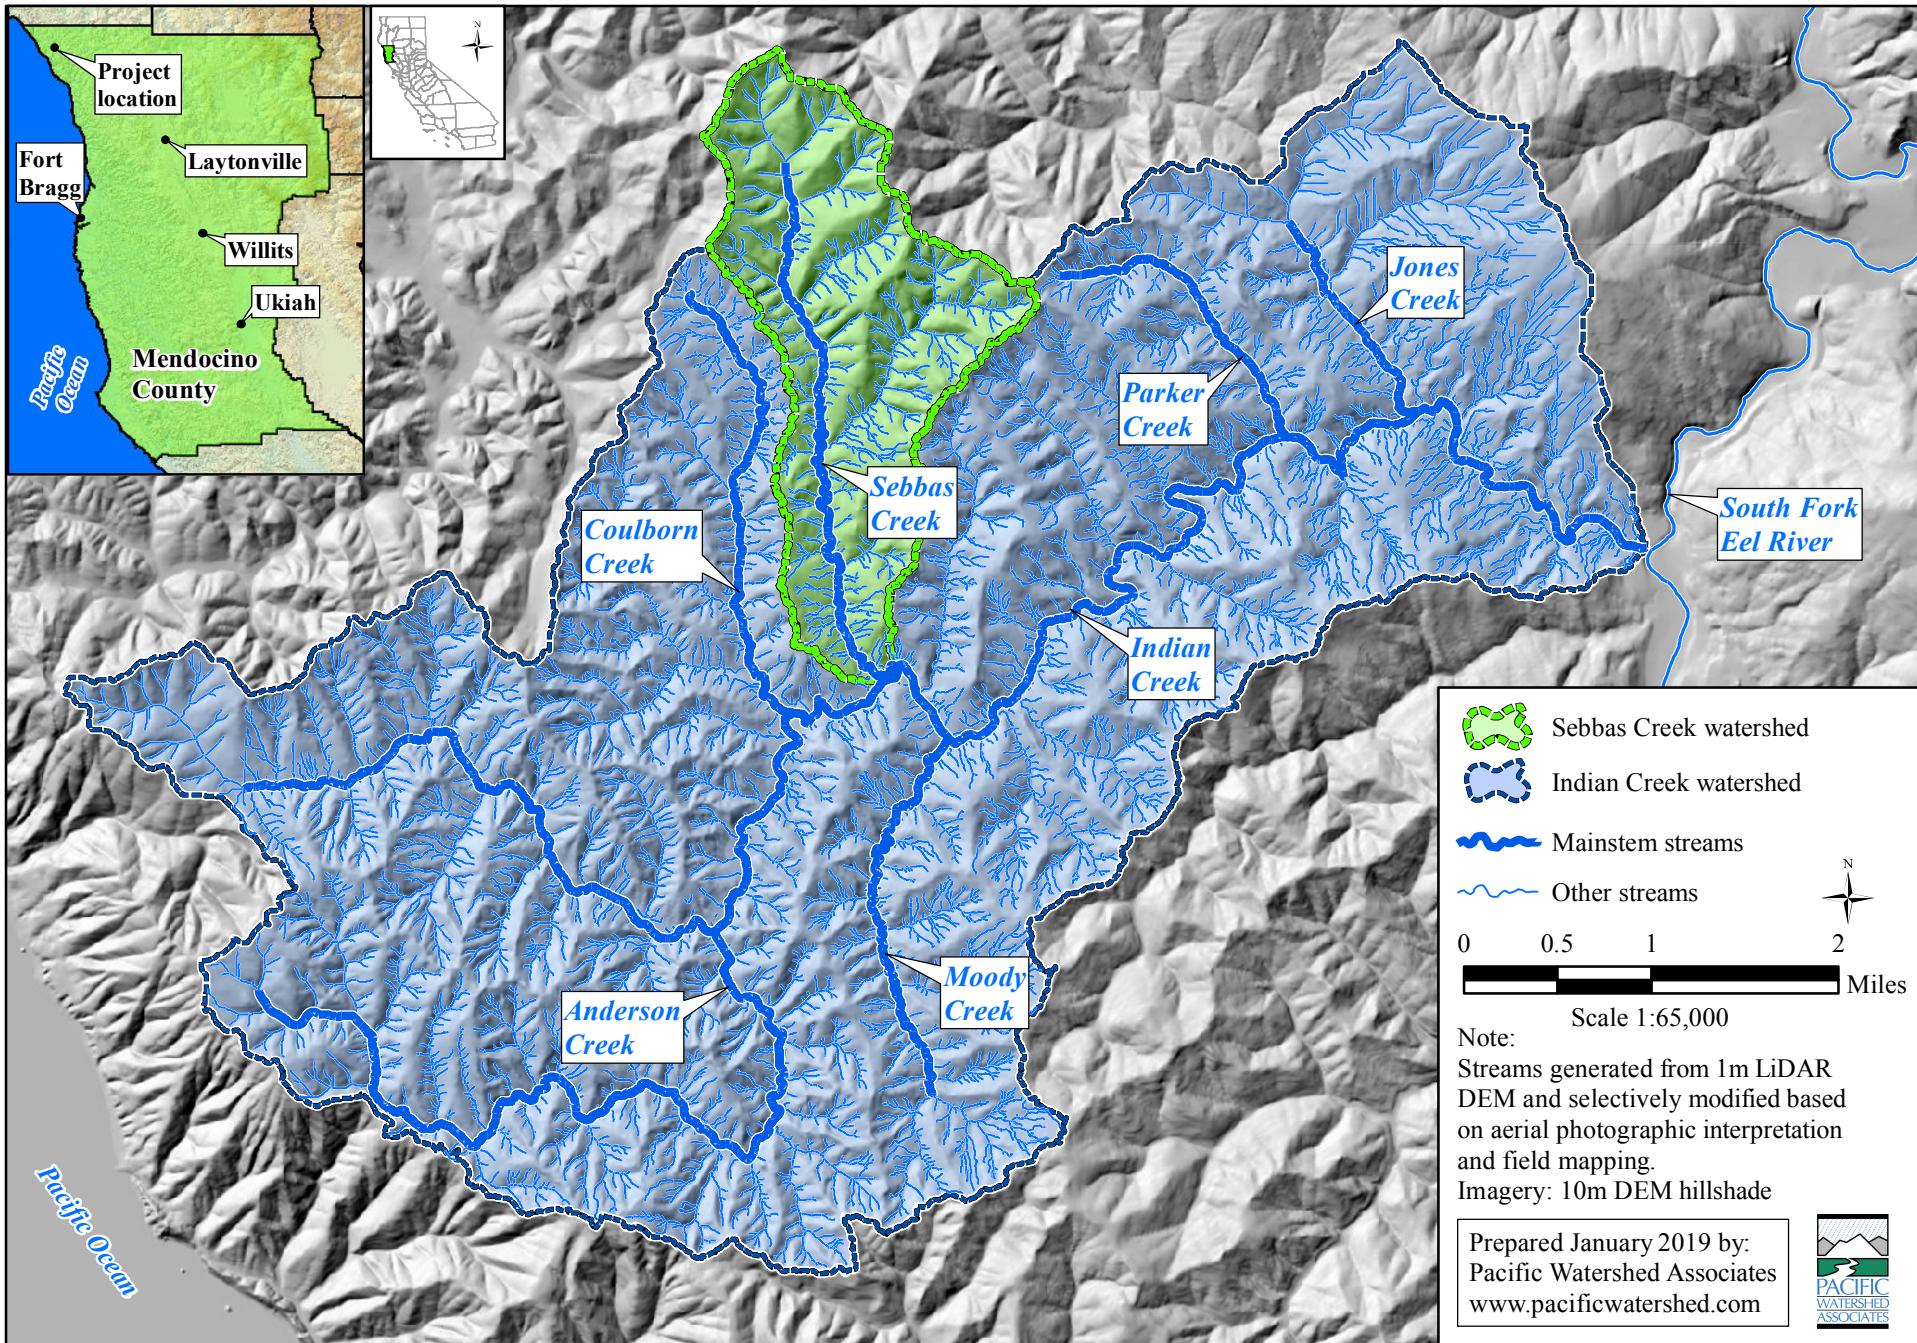 Project
location
Laytonville
Fort
Bragg
Willits
Ukiah
Mendocino
County
Pacific
Ocean
N
Jones
Creek
Parker
Creek
Sebbas
Creek
Coulborn
Creek
South Fork
Eel River
Indian
Creek
Moody
Creek
Anderson
Creek
Pacific Ocean
Sebbas Creek watershed
Indian Creek watershed
Mainstem streams
Other streams
N
0 0.5 1 2
Miles
Scale 1:65,000
Note:
Streams generated from 1m LiDAR
DEM and selectively modified based
on aerial photographic interpretation
and field mapping.
Imagery: 10m DEM hillshade
Prepared January 2019 by:
Pacific Watershed Associates
www.pacificwatershed.com
PACIFIC
WATERSHED
ASSOCIATES